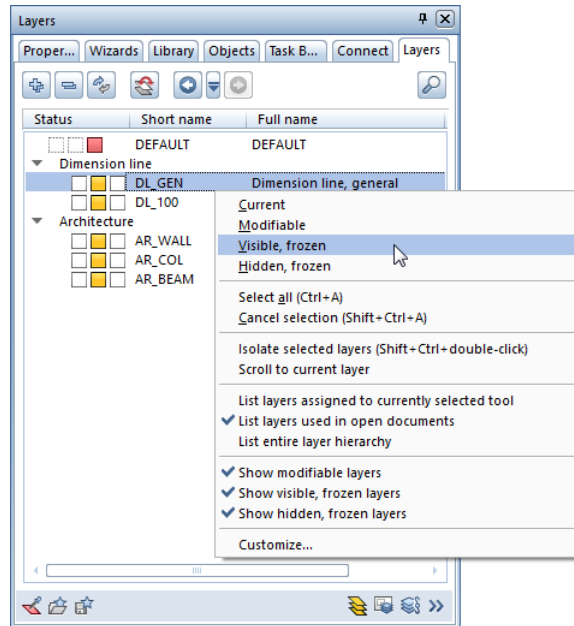 Layers
Proper... Wizards Library Objects Task B... Connect Layers
Status Short name Full name
DEFAULT DEFAULT
Dimension line
DL_GEN Dimension line, general
DL_100
Architecture
AR_WALL
AR_COL
AR_BEAM
Current
Modifiable
Visible, frozen
Hidden, frozen
Select all (Ctrl+A)
Cancel selection (Shift+Ctrl+A)
Isolate selected layers (Shift+Ctrl+double-click)
Scroll to current layer
List layers assigned to currently selected tool
List layers used in open documents
List entire layer hierarchy
Show modifiable layers
Show visible, frozen layers
Show hidden, frozen layers
Customize...